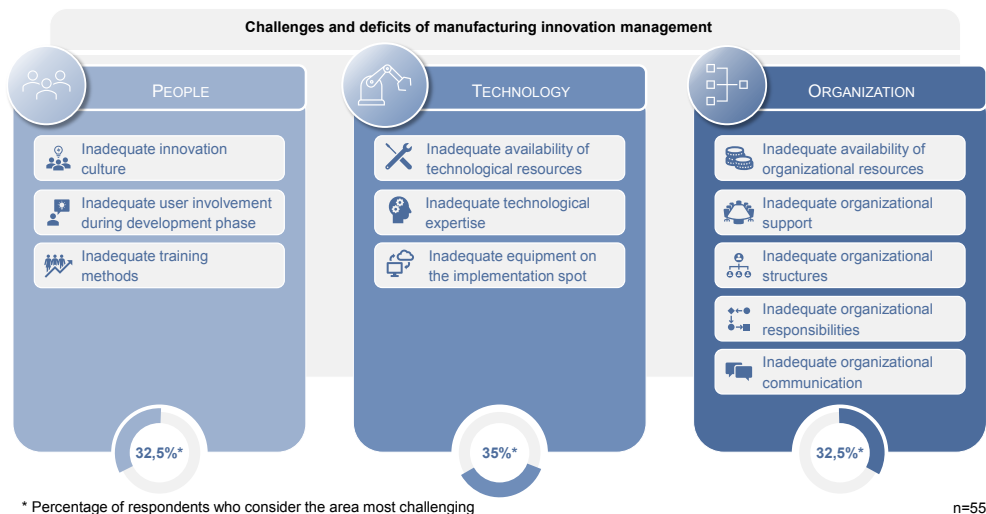 Challenges and deficits of manufacturing innovation management
PEOPLE
Inadequate innovation
culture
Inadequate user involvement
during development phase
Inadequate training
methods
32,5%*
TECHNOLOGY
Inadequate availability of
technological resources
Inadequate technological
expertise
Inadequate equipment on
the implementation spot
35%*
ORGANIZATION
Inadequate availability of
organizational resources
Inadequate organizational
support
Inadequate organizational
structures
Inadequate organizational
responsibilities
Inadequate organizational
communication
32,5%*
* Percentage of respondents who consider the area most challenging
n=55